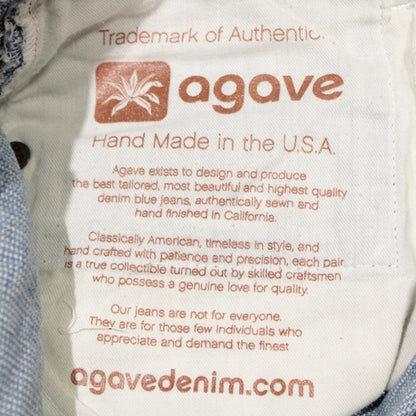 Trademark of Authentic.
agave
Hand Made in the U.S.A.
Agave exists to design and produce
the best tailored, most beautiful and highest quality
denim blue jeans, authentically sewn and
hand finished in California.
Classically American, timeless in style, and
hand crafted with patience and precision, each pair
is a true collectible turned out by skilled craftsmen
who possess a genuine love for quality.
Our jeans are not for everyone.
They are for those few individuals who
appreciate and demand the finest
agavedenim.com